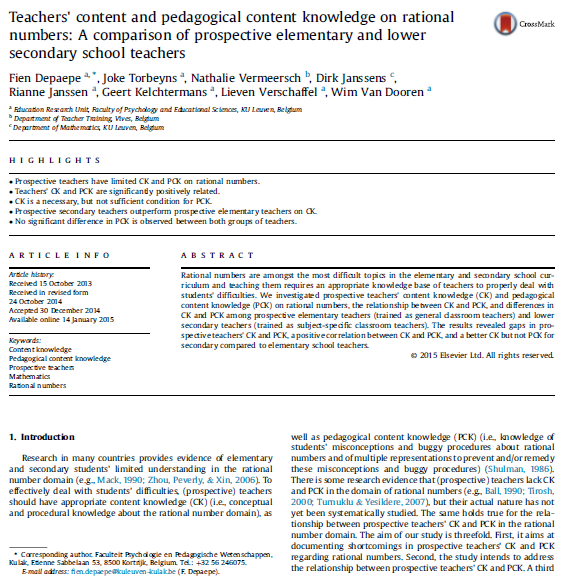 Teachers' content and pedagogical content knowledge on rational
numbers: A comparison of prospective elementary and lower
secondary school teachers
CrossMark
Fien Depaepe a, *, Joke Torbeyns a, Nathalie Vermeersch b, Dirk Janssens c,
Rianne Janssen a, Geert Kelchtermans a, Lieven Verschaffel a, Wim Van Dooren a
a Education Research Unit, Faculty of Psychology and Educational Sciences, KU Leuven, Belgium
b Department of Teacher Training, Vives, Belgium
c Department of Mathematics, KU Leuven, Belgium
HIGHLIGHTS
• Prospective teachers have limited CK and PCK on rational numbers.
• Teachers' CK and PCK are significantly positively related.
• CK is a necessary, but not sufficient condition for PCK.
• Prospective secondary teachers outperform prospective elementary teachers on CK.
• No significant difference in PCK is observed between both groups of teachers.
ARTICLE INFO
Article history:
Received 15 October 2013
Received in revised form
24 October 2014
Accepted 30 December 2014
Available online 14 January 2015
Keywords:
Content knowledge
Pedagogical content knowledge
Prospective teachers
Mathematics
Rational numbers
ABSTRACT
Rational numbers are amongst the most difficult topics in the elementary and secondary school cur-
riculum and teaching them requires an appropriate knowledge base of teachers to properly deal with
students' difficulties. We investigated prospective teachers' content knowledge (CK) and pedagogical
content knowledge (PCK) on rational numbers, the relationship between CK and PCK, and differences in
CK and PCK among prospective elementary teachers (trained as general classroom teachers) and lower
secondary teachers (trained as subject-specific classroom teachers). The results revealed gaps in pro-
spective teachers' CK and PCK, a positive correlation between CK and PCK, and a better CK but not PCK for
secondary compared to elementary school teachers.
© 2015 Elsevier Ltd. All rights reserved.
1. Introduction
Research in many countries provides evidence of elementary
and secondary students' limited understanding in the rational
number domain (e.g., Mack, 1990; Zhou, Peverly, & Xin, 2006). To
effectively deal with students' difficulties, (prospective) teachers
should have appropriate content knowledge (CK) (i.e., conceptual
and procedural knowledge about the rational number domain), as
* Corresponding author. Faculteit Psychologie en Pedagogische Wetenschappen,
Kulak, Etienne Sabbelaan 53, 8500 Kortrijk, Belgium. Tel.: +32 56 246075.
E-mail address: fien.depaepe@kuleuven-kulak.be (F. Depaepe).
well as pedagogical content knowledge (PCK) (i.e., knowledge of
students' misconceptions and buggy procedures about rational
numbers and of multiple representations to prevent and/or remedy
these misconceptions and buggy procedures) (Shulman, 1986).
There is some research evidence that (prospective) teachers lack CK
and PCK in the domain of rational numbers (e.g., Ball, 1990; Tirosh,
2000; Turnuklu & Yesildere, 2007), but their actual nature has not
yet been systematically studied. The same holds true for the re-
lationship between prospective teachers' CK and PCK in the rational
number domain. The aim of our study is threefold. First, it aims at
documenting shortcomings in prospective teachers' CK and PCK
regarding rational numbers. Second, the study intends to address
the relationship between prospective teachers' CK and PCK. A third